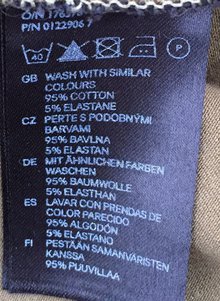 P/N 0122906 7
40
P
GB WASH WITH SIMILAR
COLOURS
95% COTTON
5% ELASTANE
CZ PERTE S PODOBNÝMI
BARVAMI
95% BAVLNA
5% ELASTAN
DE MIT ÄHNLICHEN FARBEN
WASCHEN
95% BAUMWOLLE
5% ELASTHAN
ES LAVAR CON PRENDAS DE
COLOR PARECIDO
95% ALGODÓN
5% ELASTANO
FI PESTÄÄN SAMANVÄRISTEN
KANSSA
95% PUUVILLAA